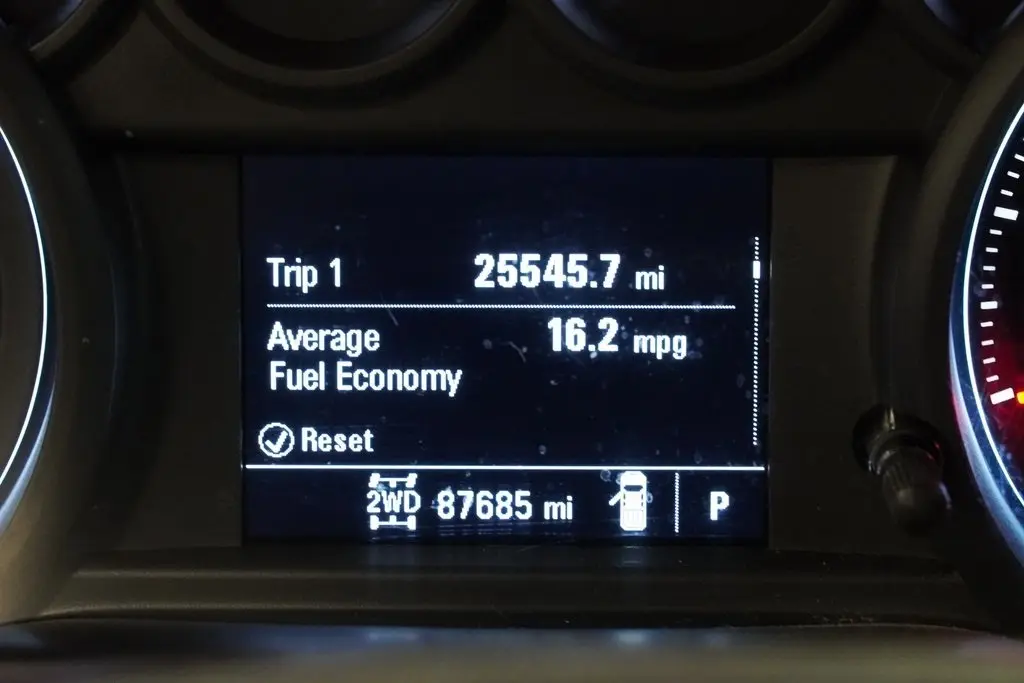 Trip 1 25545.7 mi
Average 16.2 mpg
Fuel Economy
Reset
2WD 87685 mi P